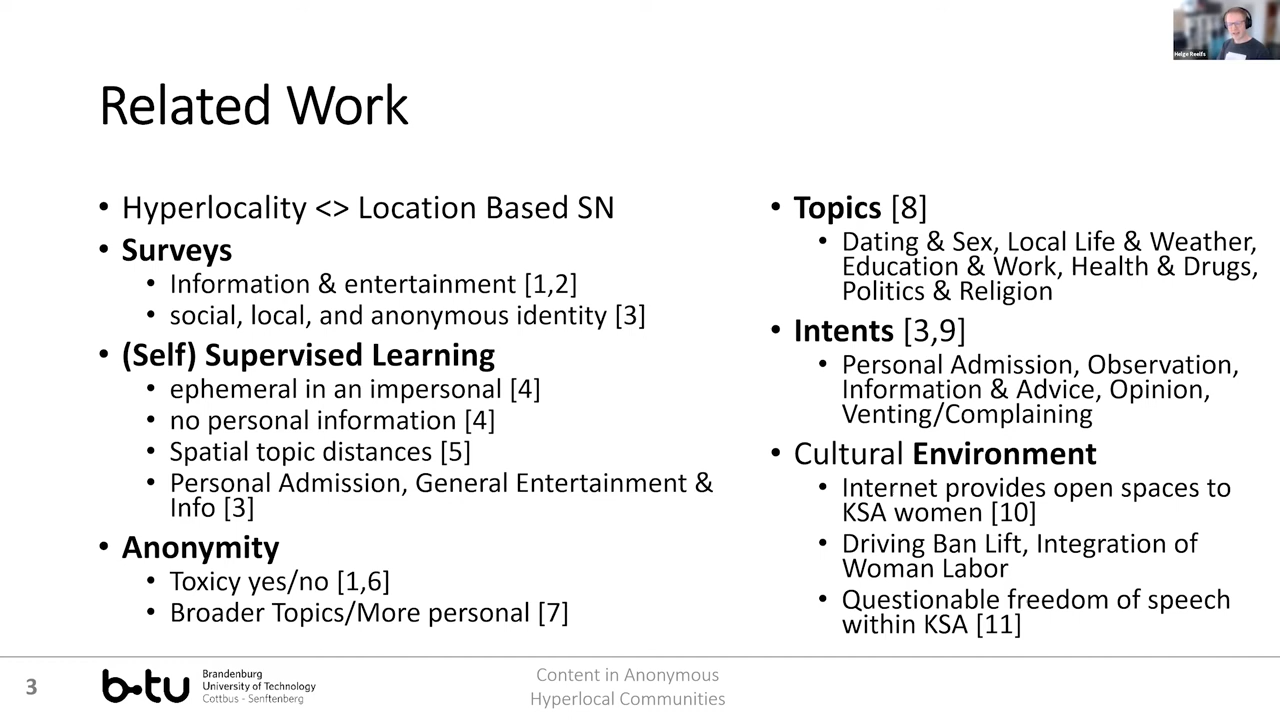 Helge Reelfs
Related Work
• Hyperlocality <> Location Based SN
• Surveys
• Information & entertainment [1,2]
• social, local, and anonymous identity [3]
• (Self) Supervised Learning
• ephemeral in an impersonal [4]
• no personal information [4]
• Spatial topic distances [5]
• Personal Admission, General Entertainment &
Info [3]
• Anonymity
• Toxicy yes/no [1,6]
• Broader Topics/More personal [7]
• Topics [8]
• Dating & Sex, Local Life & Weather,
Education & Work, Health & Drugs,
Politics & Religion
• Intents [3,9]
• Personal Admission, Observation,
Information & Advice, Opinion,
Venting/Complaining
• Cultural Environment
• Internet provides open spaces to
KSA women [10]
• Driving Ban Lift, Integration of
Woman Labor
• Questionable freedom of speech
within KSA [11]
3
b-tu
Brandenburg
University of Technology
Cottbus - Senftenberg
Content in Anonymous
Hyperlocal Communities